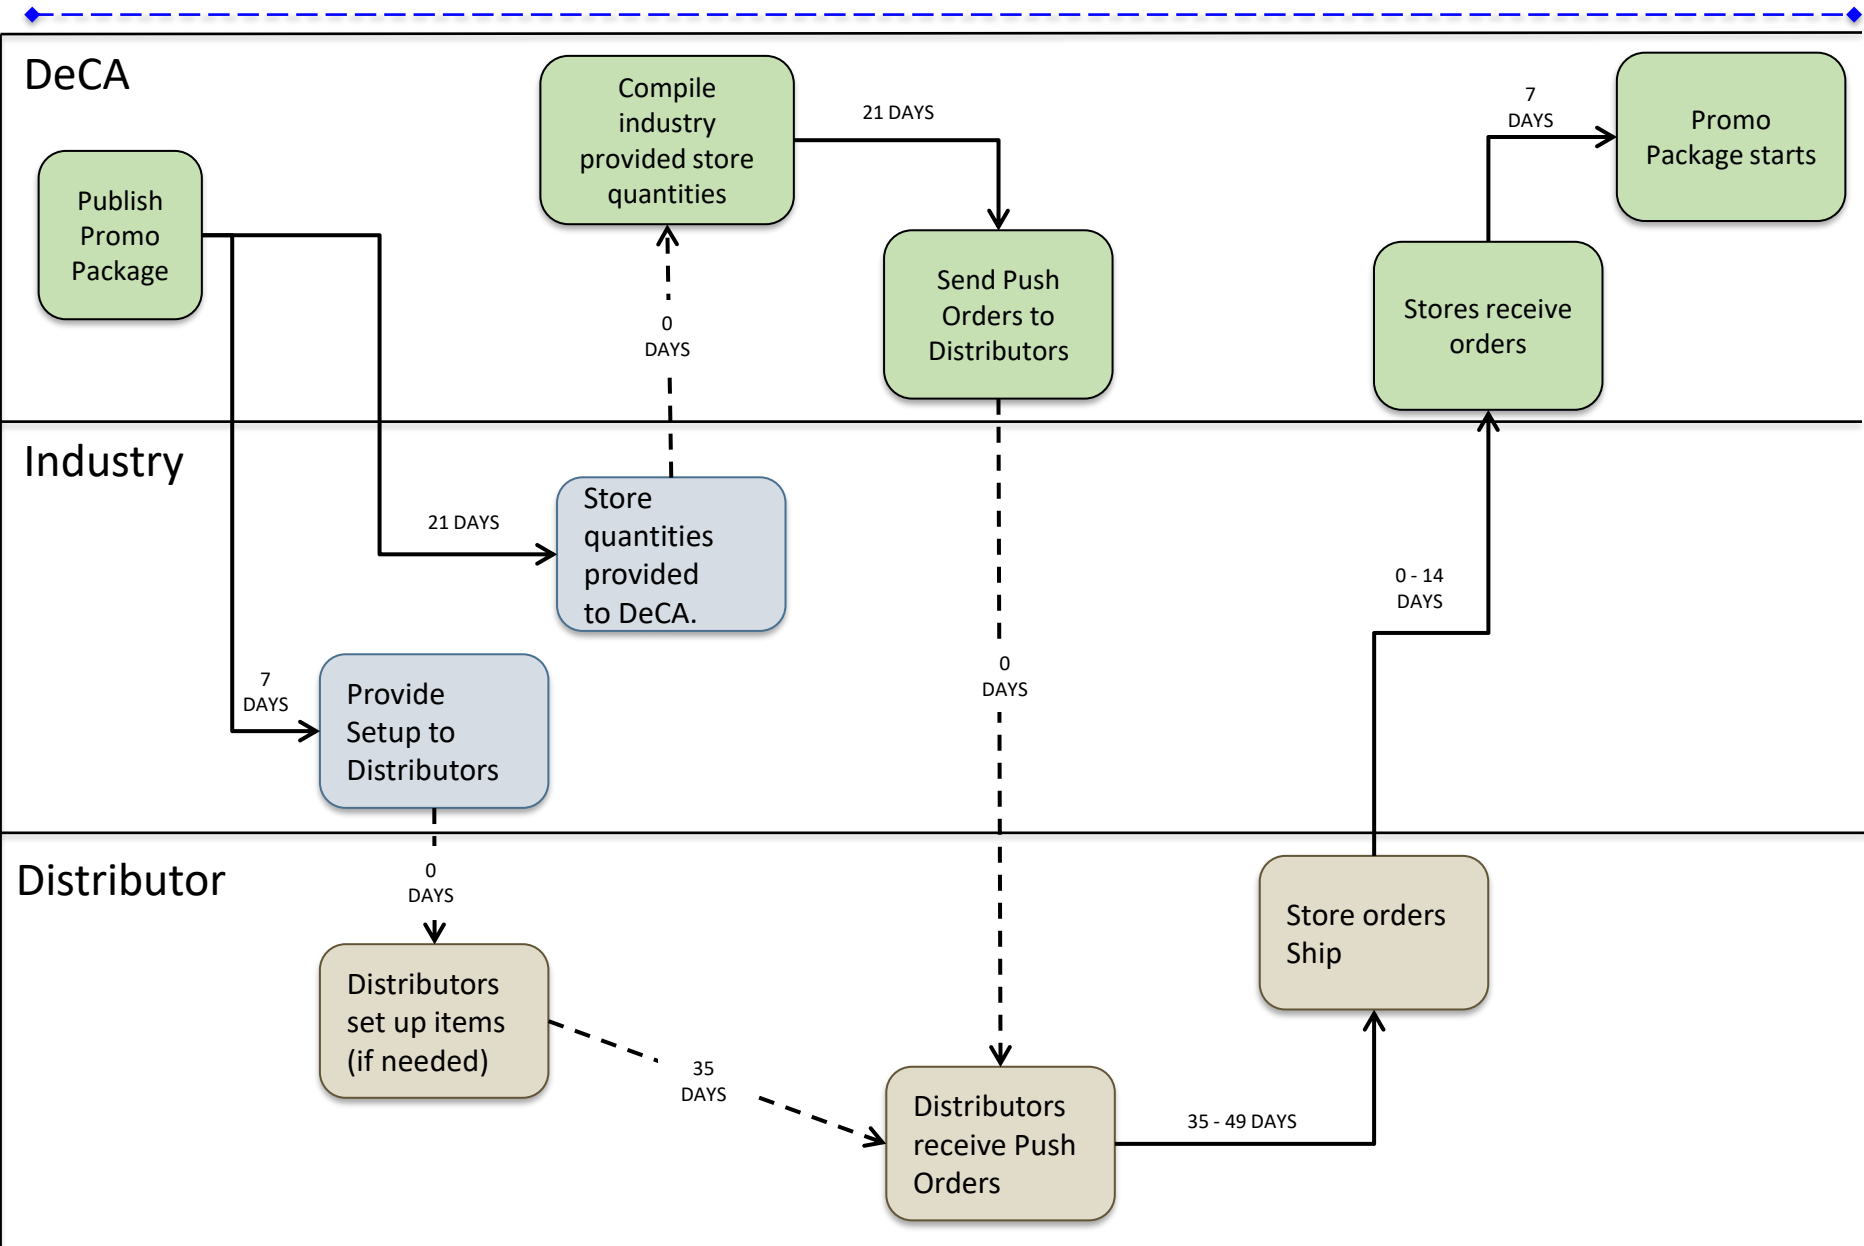 DeCA
Publish
Promo
Package
Compile
industry
provided store
quantities
21 DAYS
Send Push
Orders to
Distributors
7
DAYS
Promo
Package starts
Stores receive
orders
0
DAYS
Industry
21 DAYS
Store
quantities
provided
to DeCA.
7
DAYS
Provide
Setup to
Distributors
0
DAYS
0 - 14
DAYS
Distributor
0
DAYS
Distributors
set up items
(if needed)
35
DAYS
Distributors
receive Push
Orders
35 - 49 DAYS
Store orders
Ship